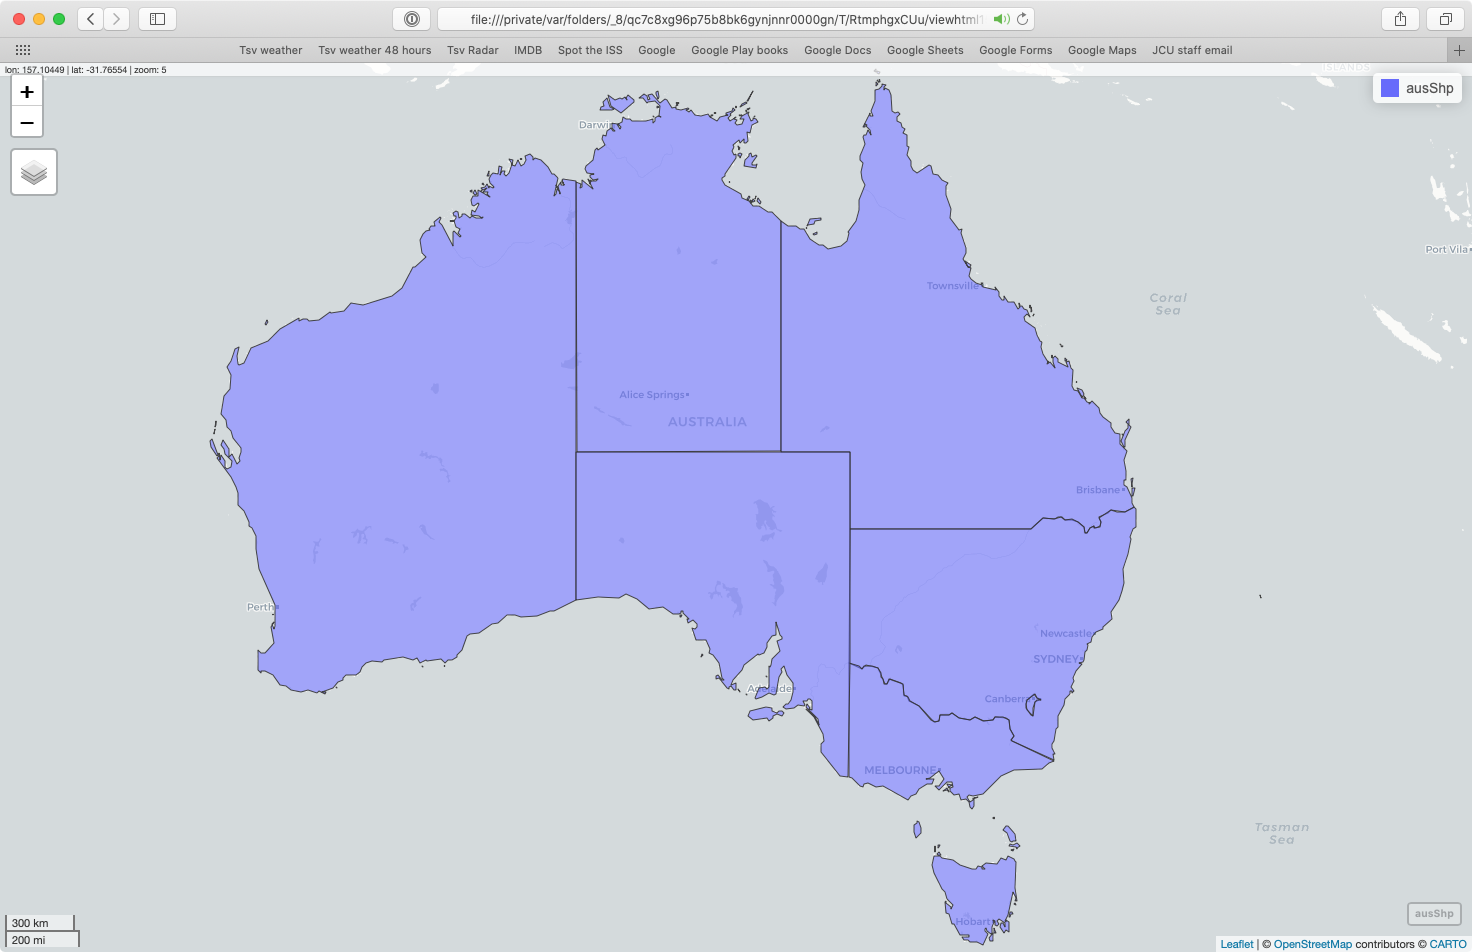 file:///private/var/folders/_8/qc7c8xg96p75b8bk6gynjnnr0000gn/T/RtmphgxCUu/viewhtml1
Tsv weather Tsv weather 48 hours Tsv Radar IMDB Spot the ISS Google Google Play books Google Docs Google Sheets Google Forms Google Maps JCU staff email
lon: 157.10449 | lat: -31.76554 | zoom: 5
ISLANDS
+
−
ausShp
Darwin
Port Vila
Townsville
Coral
Sea
Alice Springs
AUSTRALIA
Brisbane
Perth
Newcastle
SYDNEY
Adelaide
Canberra
MELBOURNE
Tasman
Sea
Hobart
ausShp
300 km
200 mi
Leaflet | © OpenStreetMap contributors © CARTO